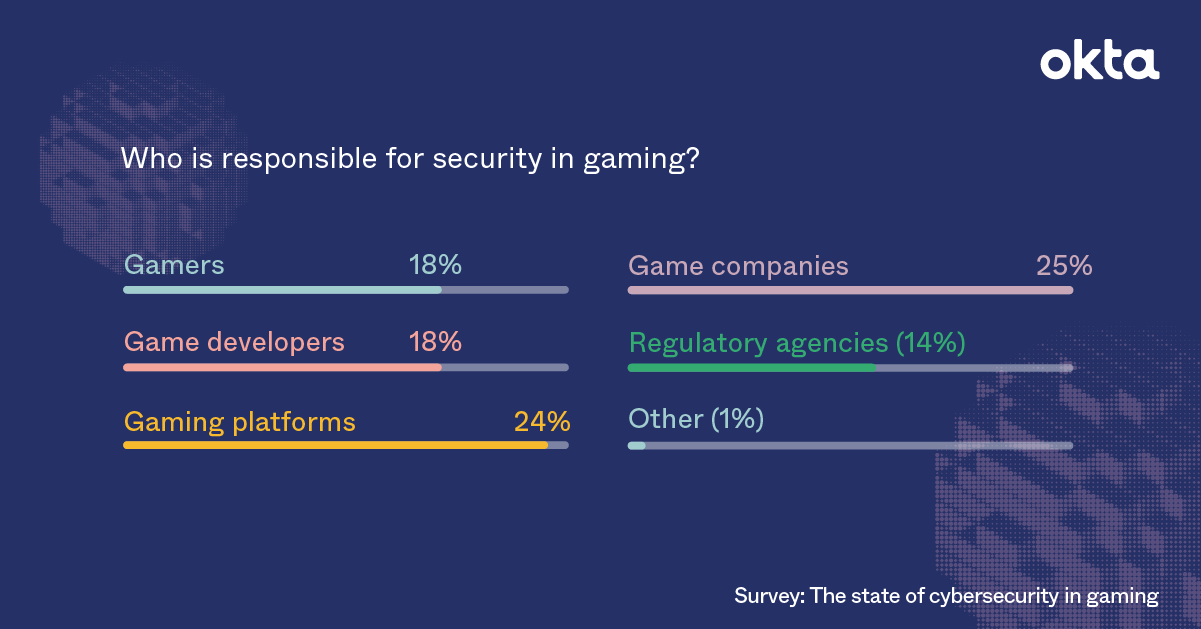 okta
Who is responsible for security in gaming?
Gamers 18%
Game companies 25%
Game developers 18%
Regulatory agencies (14%)
Gaming platforms 24%
Other (1%)
Survey: The state of cybersecurity in gaming